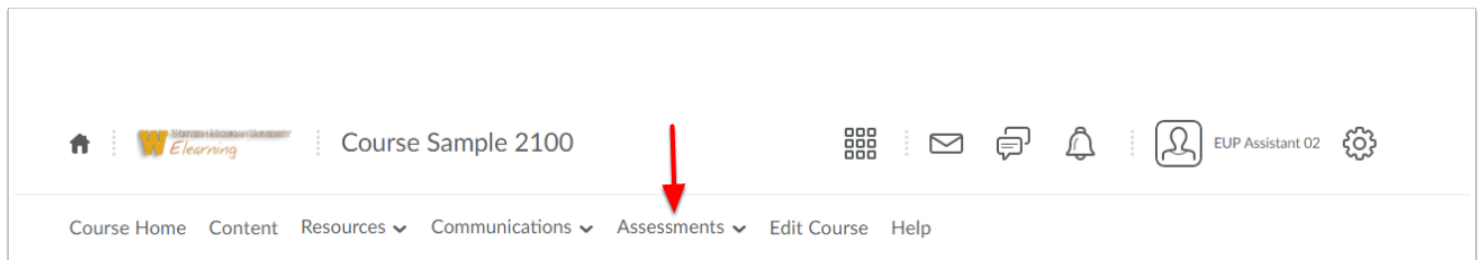 Elearning
Course Sample 2100
EUP Assistant 02
Course Home Content Resources Communications Assessments Edit Course Help